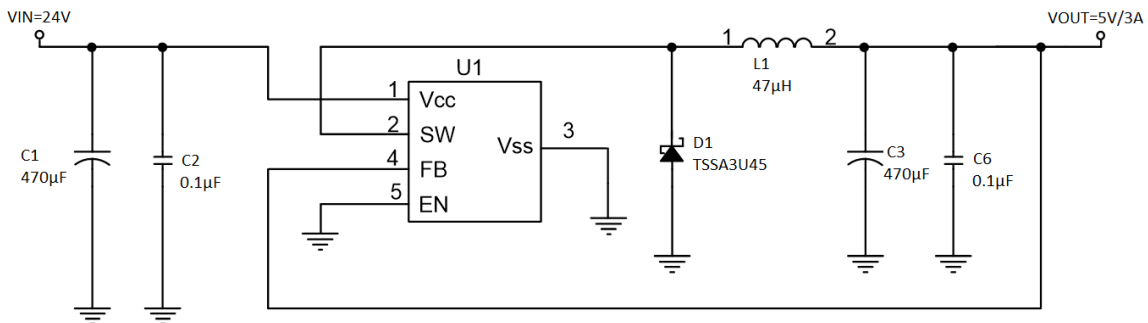 VIN=24V
VOUT=5V/3A
1
2
L1
47µH
U1
1
Vcc
2
SW
Vss
3
4
FB
5
EN
C1
470µF
C2
0.1µF
D1
TSSA3U45
C3
470µF
C6
0.1µF